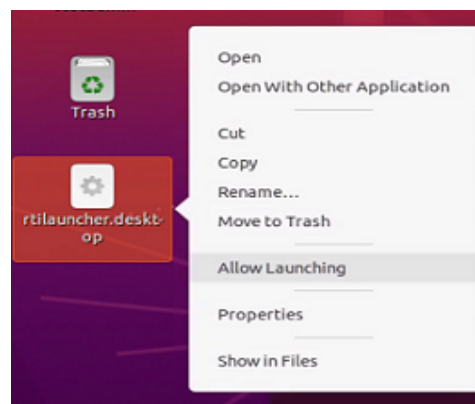 Trash
rtilauncher.deskt-
op
Open
Open With Other Application
Cut
Copy
Rename...
Move to Trash
Allow Launching
Properties
Show in Files